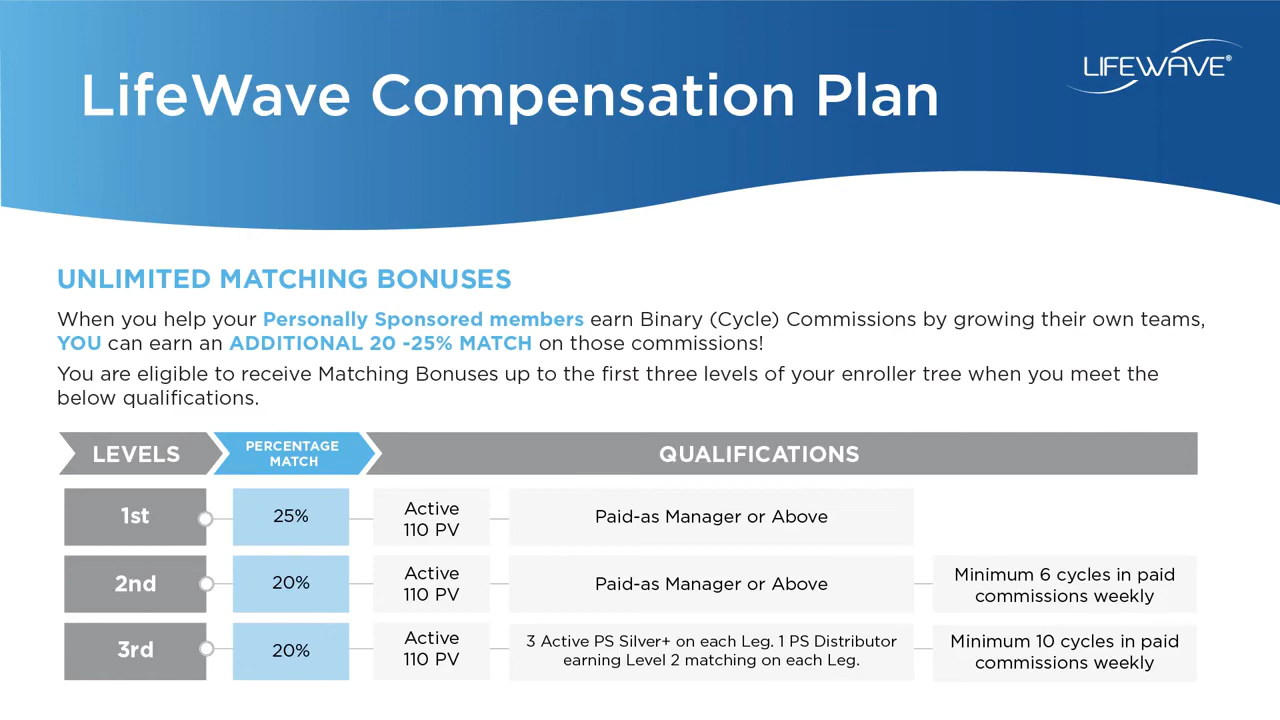 LifeWave Compensation Plan
LIFEWAVE®
UNLIMITED MATCHING BONUSES
When you help your Personally Sponsored members earn Binary (Cycle) Commissions by growing their own teams,
YOU can earn an ADDITIONAL 20 -25% MATCH on those commissions!
You are eligible to receive Matching Bonuses up to the first three levels of your enroller tree when you meet the
below qualifications.
LEVELS
PERCENTAGE
MATCH
QUALIFICATIONS
1st
25%
Active
110 PV
Paid-as Manager or Above
2nd
20%
Active
110 PV
Paid-as Manager or Above
Minimum 6 cycles in paid
commissions weekly
3rd
20%
Active
110 PV
3 Active PS Silver+ on each Leg. 1 PS Distributor
earning Level 2 matching on each Leg.
Minimum 10 cycles in paid
commissions weekly